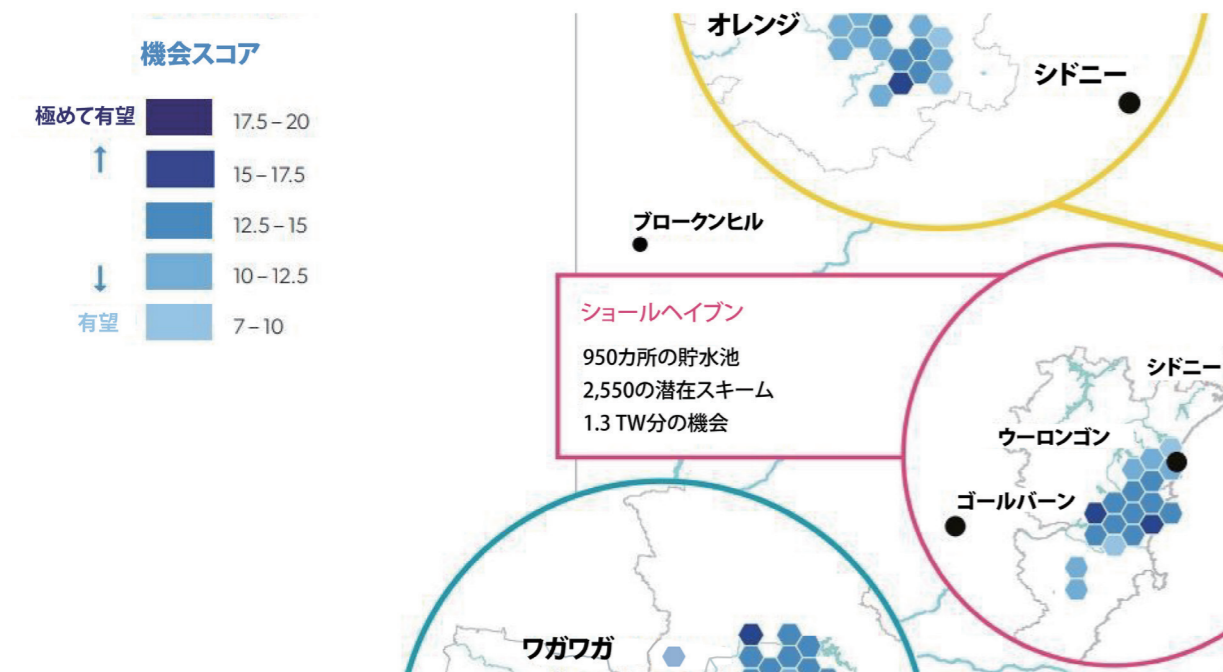 機会スコア
極めて有望
17.5 – 20
15 – 17.5
12.5 – 15
10 – 12.5
有望
7 – 10
オレンジ
シドニー
ブロークンヒル
ショールヘイブン
950カ所の貯水池
2,550の潜在スキーム
1.3 TW分の機会
シドニー
ウーロンゴン
ゴールバーン
ワガワガ